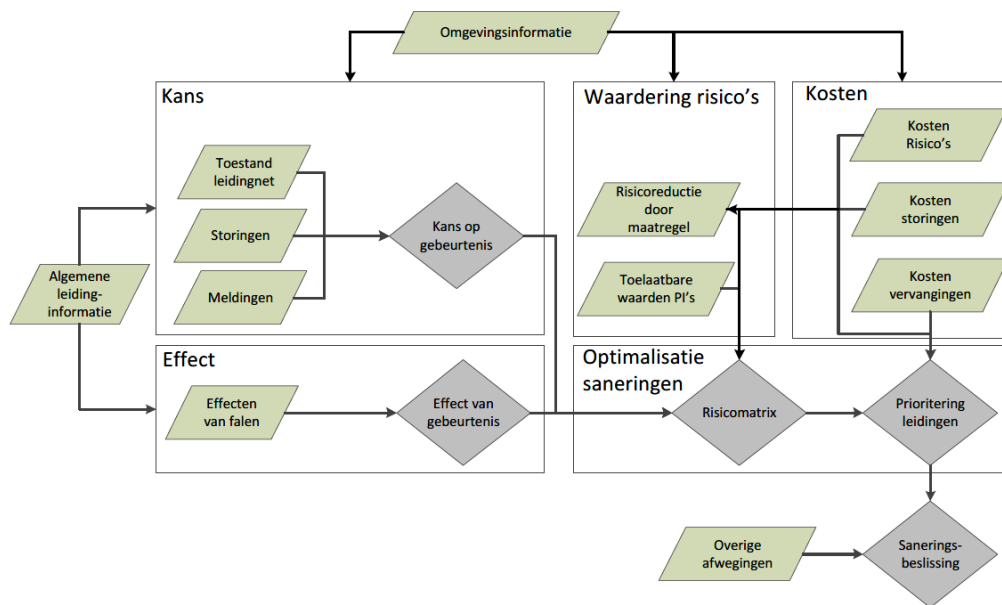 Omgevingsinformatie
Kans
Toestand
leidingnet
Storingen
Meldingen
Kans op
gebeurtenis
Waardering risico's
Risicoreductie
door
maatregel
Toelaatbare
waarden PI's
Kosten
Kosten
Risico's
Kosten
storingen
Kosten
vervangingen
Algemene
leiding-
informatie
Effect
Effecten
van falen
Effect van
gebeurtenis
Optimalisatie
saneringen
Risicomatrix
Prioritering
leidingen
Overige
afwegingen
Sanerings-
beslissing